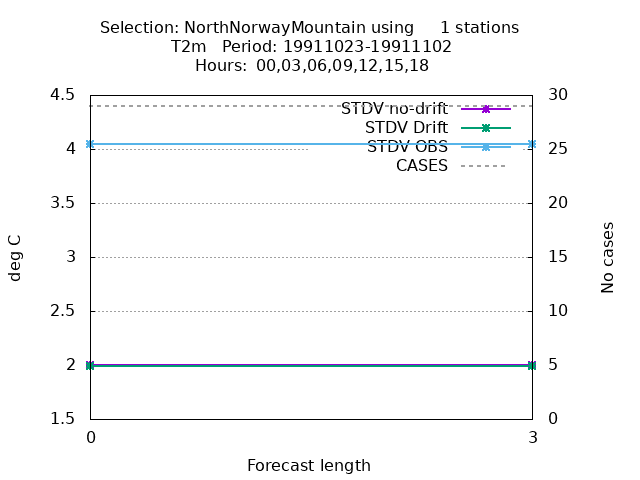 Selection: NorthNorwayMountain using 1 stations
T2m Period: 19911023-19911102
Hours: 00,03,06,09,12,15,18
4.5
4
3.5
3
2.5
2
1.5
30
25
20
15
10
5
0
STDV no-drift
STDV Drift
STDV OBS
CASES
deg C
No cases
0
3
Forecast length